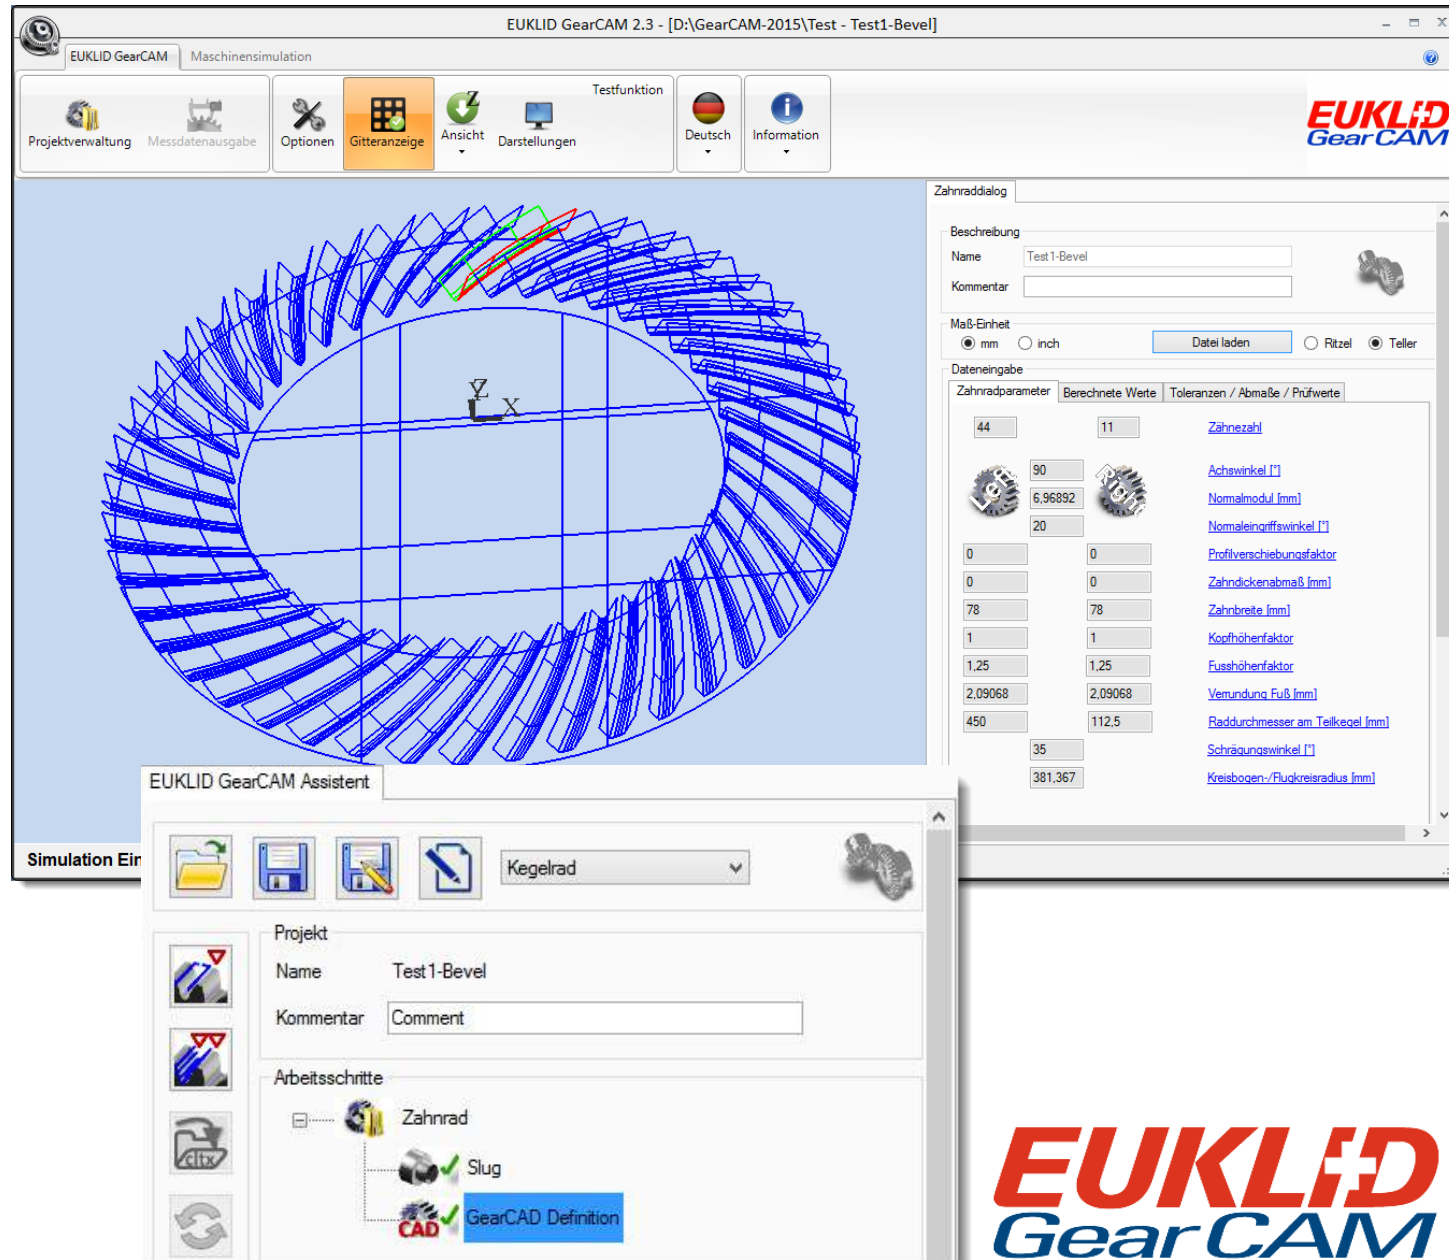 EUKLID GearCAM 2.3 - [D:\GearCAM-2015\Test - Test1-Bevel]
EUKLID GearCAM
Maschinensimulation
Projektverwaltung
Messdatenausgabe
Optionen
Gitteranzeige
Z
Ansicht
Darstellungen
Testfunktion
Deutsch
Information
EUKLID
GearCAM
Zahnraddialog
Beschreibung
Name
Test1-Bevel
Kommentar
Maß-Einheit
mm
inch
Datei laden
Ritzel
Teller
Dateneingabe
Zahnradparameter
Berechnete Werte
Toleranzen / Abmaße / Prüfwerte
44 11 Zähnezahl
Left
Right
90 Achswinkel [°]
6,96892 Normalmodul [mm]
20 Normaleingriffswinkel [°]
0 0 Profilverschiebungsfaktor
0 0 Zahndickenabmaß [mm]
78 78 Zahnbreite [mm]
1 1 Kopfhöhenfaktor
1,25 1,25 Fusshöhenfaktor
2,09068 2,09068 Verrundung Fuß [mm]
450 112,5 Raddurchmesser am Teilkegel [mm]
35 Schrägungswinkel [°]
381,367 Kreisbogen-/Flugkreisradius [mm]
Y
Z
X
Simulation Ein
EUKLID GearCAM Assistent
Kegelrad
Projekt
Name Test1-Bevel
Kommentar Comment
Arbeitsschritte
cltx
Zahnrad
Slug
CAD
GearCAD Definition
EUKLID
GearCAM